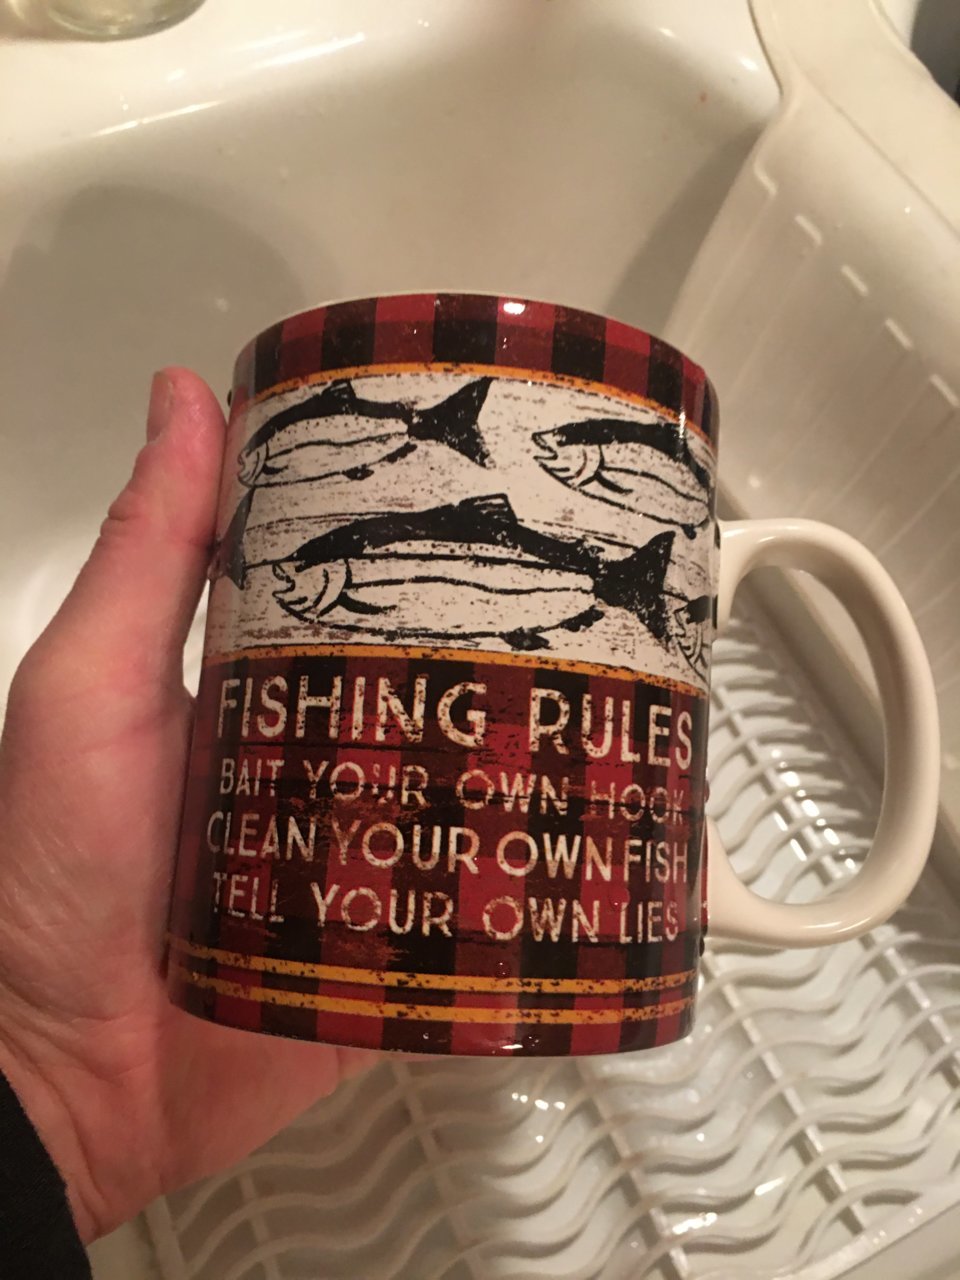 FISHING RULES
BAIT YOUR OWN HOOK
CLEAN YOUR OWN FISH
TELL YOUR OWN LIES